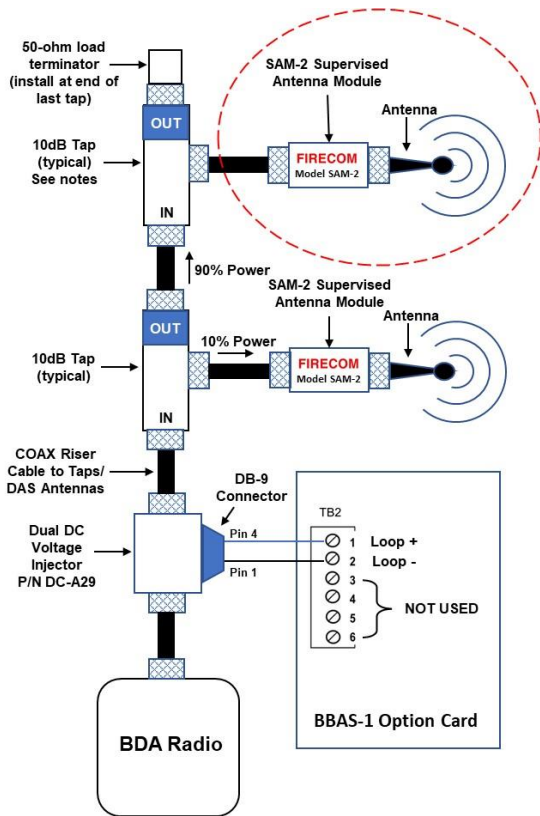 50-ohm load
terminator
(install at end of
last tap)
SAM-2 Supervised
Antenna Module
Antenna
OUT
10dB Tap
(typical)
See notes
FIRECOM
Model SAM-2
IN
90% Power
SAM-2 Supervised
Antenna Module
Antenna
OUT
10% Power
10dB Tap
(typical)
FIRECOM
Model SAM-2
IN
COAX Riser
Cable to Taps/
DAS Antennas
DB-9
Connector
Dual DC
Voltage
Injector
P/N DC-A29
Pin 4
Pin 1
TB2
1 Loop +
2 Loop -
3
4
5
6
NOT USED
BBAS-1 Option Card
BDA Radio